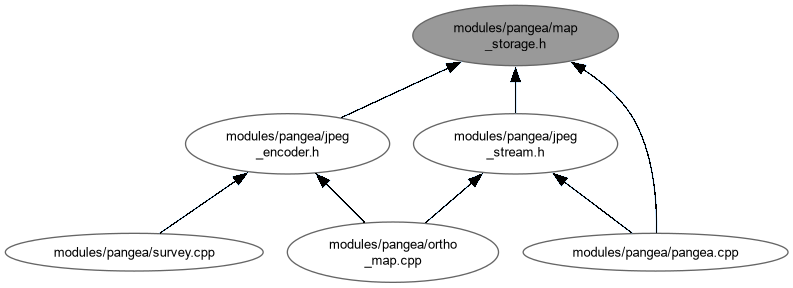 modules/pangea/map
_storage.h
modules/pangea/jpeg
_encoder.h
modules/pangea/jpeg
_stream.h
modules/pangea/survey.cpp
modules/pangea/ortho
_map.cpp
modules/pangea/pangea.cpp